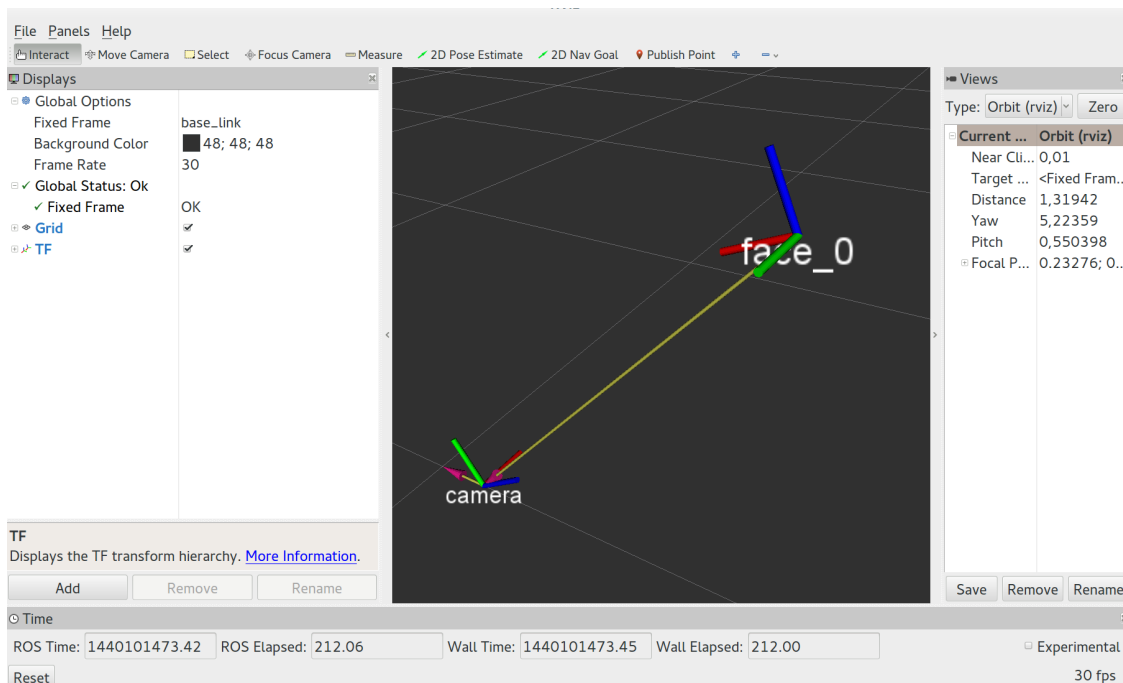 File Panels Help
Interact Move Camera Select Focus Camera Measure 2D Pose Estimate 2D Nav Goal Publish Point
Displays
Global Options
Fixed Frame base_link
Background Color 48; 48; 48
Frame Rate 30
Global Status: Ok
Fixed Frame OK
Grid
TF
TF
Displays the TF transform hierarchy. More Information.
Add Remove Rename
face_0
camera
Views
Type: Orbit (rviz) Zero
Current ... Orbit (rviz)
Near Cli... 0,01
Target ... <Fixed Fram...
Distance 1,31942
Yaw 5,22359
Pitch 0,550398
Focal P... 0.23276; 0...
Save Remove Rename
Time
ROS Time: 1440101473.42 ROS Elapsed: 212.06 Wall Time: 1440101473.45 Wall Elapsed: 212.00 Experimental
Reset 30 fps